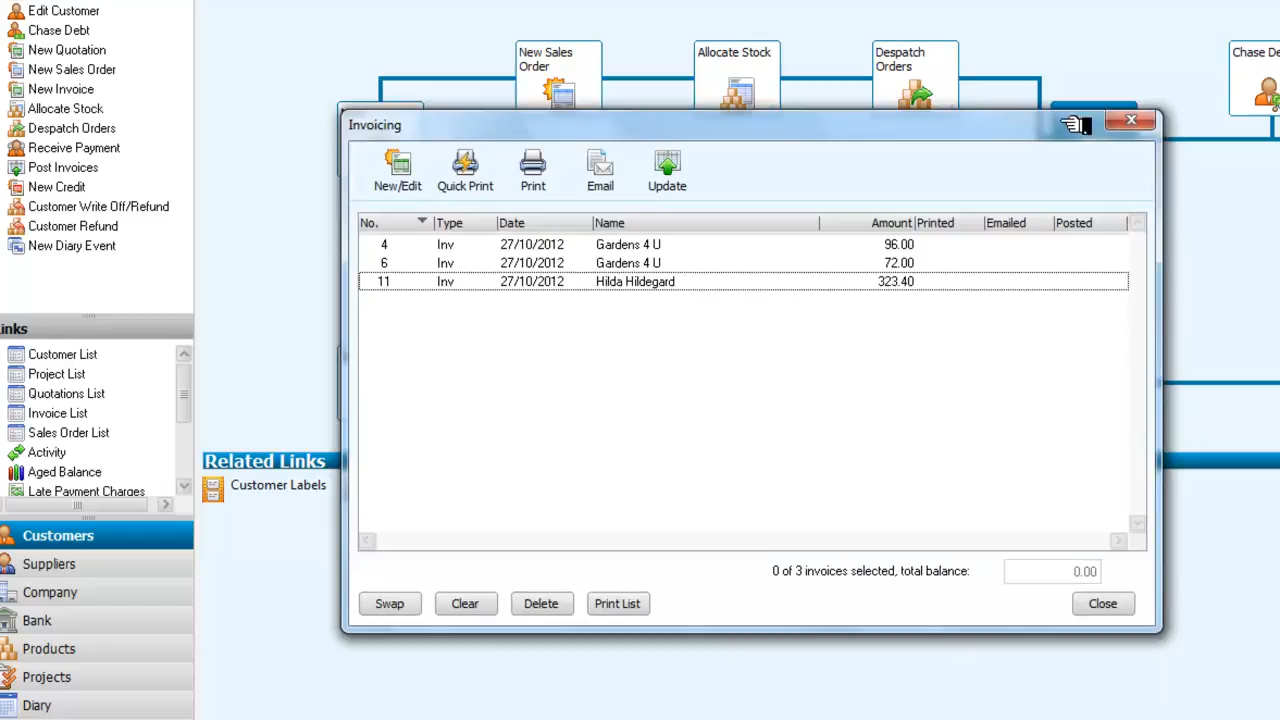 Edit Customer
Chase Debt
New Quotation
New Sales Order
New Invoice
Allocate Stock
Despatch Orders
Receive Payment
Post Invoices
New Credit
Customer Write Off/Refund
Customer Refund
New Diary Event
Links
Customer List
Project List
Quotations List
Invoice List
Sales Order List
Activity
Aged Balance
Late Payment Charges
Customers
Suppliers
Company
Bank
Products
Projects
Diary
New Sales
Order
Allocate Stock
Despatch
Orders
Chase De
Invoicing
New/Edit Quick Print Print Email Update
No. Type Date Name Amount Printed Emailed Posted
4 Inv 27/10/2012 Gardens 4 U 96.00
6 Inv 27/10/2012 Gardens 4 U 72.00
11 Inv 27/10/2012 Hilda Hildegard 323.40
0 of 3 invoices selected, total balance: 0.00
Swap Clear Delete Print List Close
Related Links
Customer Labels